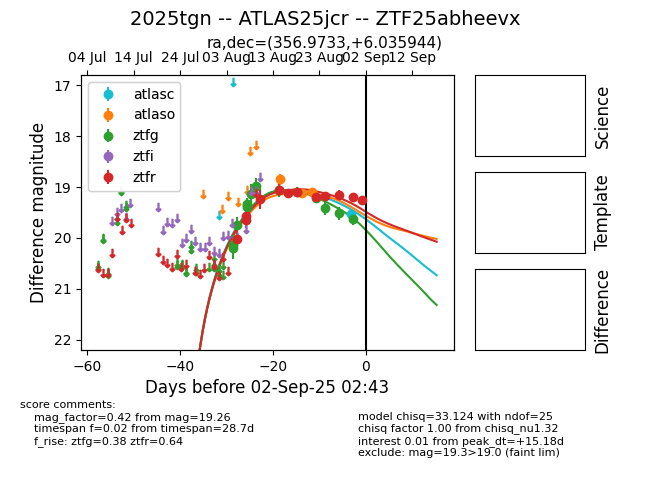 2025tgn -- ATLAS25jcr -- ZTF25abheevx
ra,dec=(356.9733,+6.035944)
04 Jul 14 Jul 24 Jul 03 Aug 13 Aug 23 Aug 02 Sep 12 Sep
17
18
19
20
21
22
Difference magnitude
atlasc
atlaso
ztfg
ztfi
ztfr
−60 −40 −20 0
Days before 02-Sep-25 02:43
Science
Template
Difference
score comments:
mag_factor=0.42 from mag=19.26
timespan f=0.02 from timespan=28.7d
f_rise: ztfg=0.38 ztfr=0.64
model chisq=33.124 with ndof=25
chisq factor 1.00 from chisq_nu1.32
interest 0.01 from peak_dt=+15.18d
exclude: mag=19.3>19.0 (faint lim)